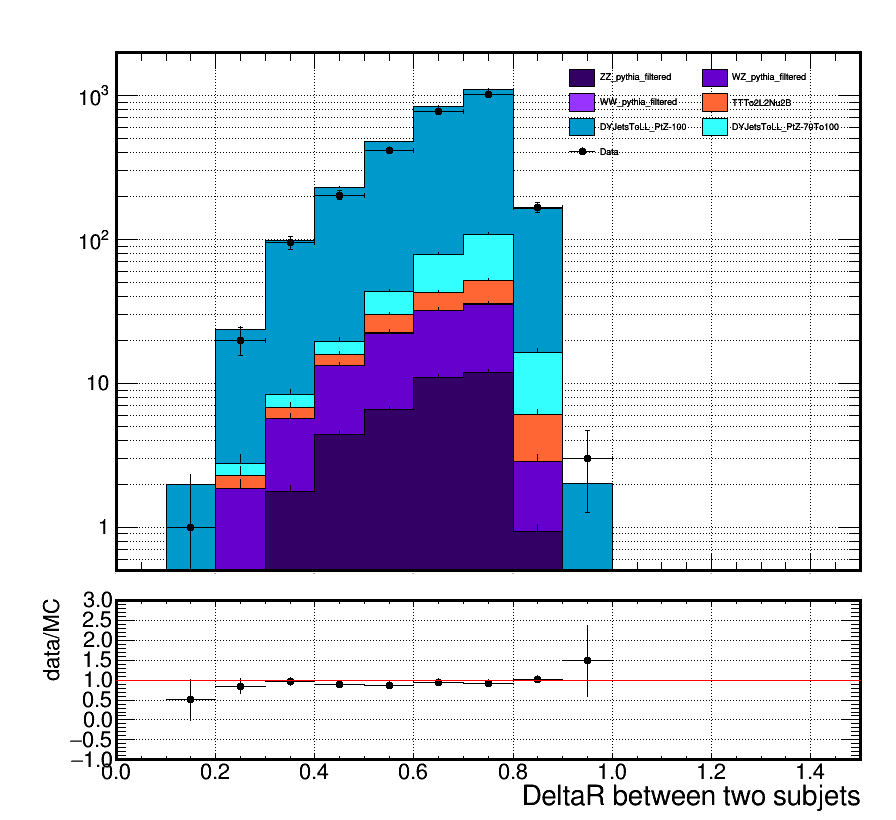 10³
10²
10
1
ZZ_pythia_filtered
WZ_pythia_filtered
WW_pythia_filtered
TTTo2L2Nu2B
DYJetsToLL_PtZ-100
DYJetsToLL_PtZ-70To100
Data
data/MC
3.0
2.5
2.0
1.5
1.0
0.5
0.0
−0.5
−1.0
0.0 0.2 0.4 0.6 0.8 1.0 1.2 1.4
DeltaR between two subjets